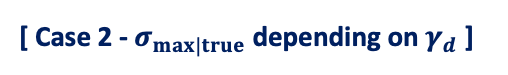 [ Case 2 - σmax|true depending on γd ]